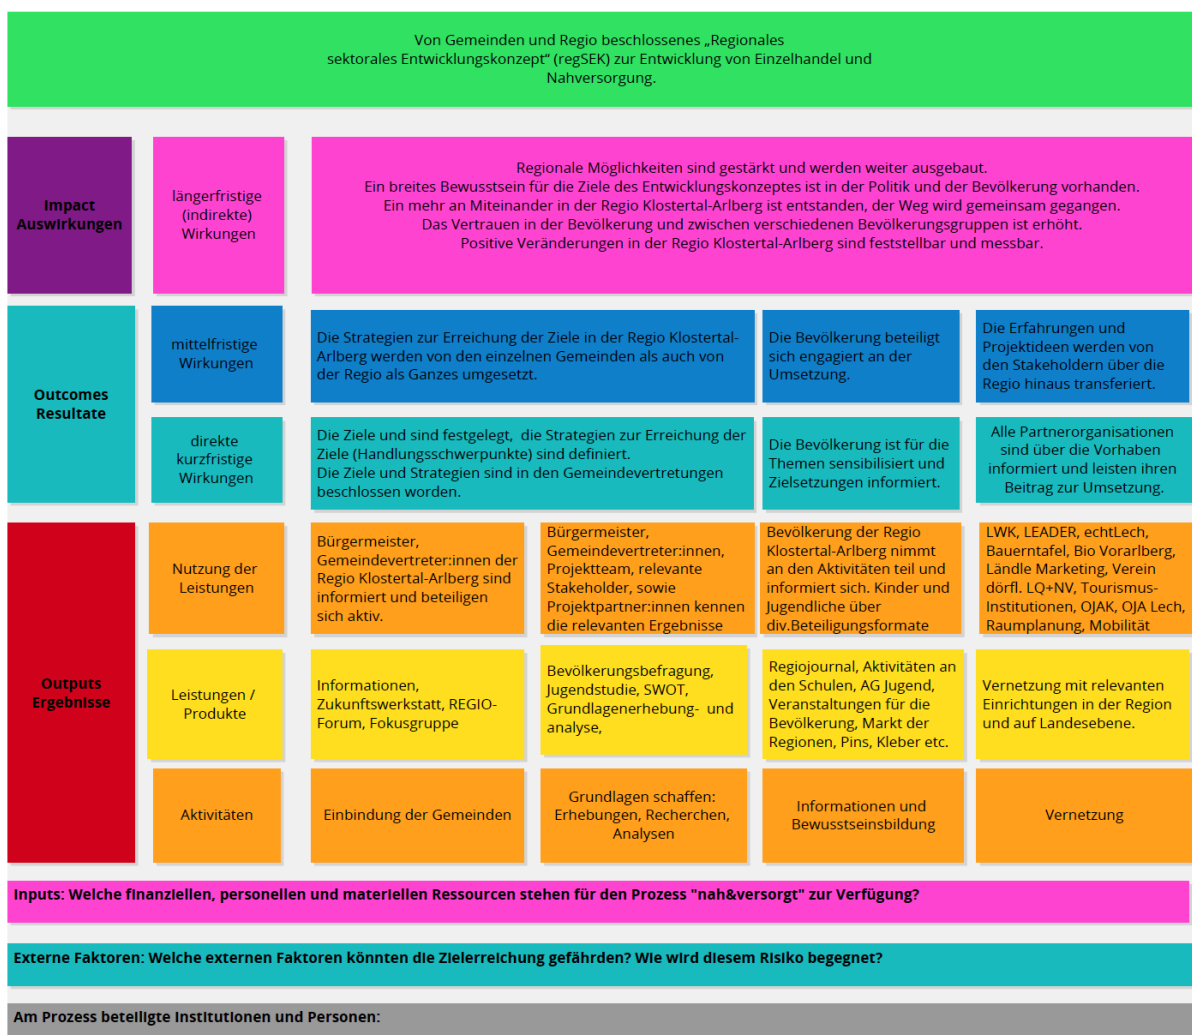 Von Gemeinden und Regio beschlossenes „Regionales
sektorales Entwicklungskonzept“ (regSEK) zur Entwicklung von Einzelhandel und
Nahversorgung.
Impact
Auswirkungen
längerfristige
(indirekte)
Wirkungen
Regionale Möglichkeiten sind gestärkt und werden weiter ausgebaut.
Ein breites Bewusstsein für die Ziele des Entwicklungskonzeptes ist in der Politik und der Bevölkerung vorhanden.
Ein mehr an Miteinander in der Regio Klostertal-Arlberg ist entstanden, der Weg wird gemeinsam gegangen.
Das Vertrauen in der Bevölkerung und zwischen verschiedenen Bevölkerungsgruppen ist erhöht.
Positive Veränderungen in der Regio Klostertal-Arlberg sind feststellbar und messbar.
Outcomes
Resultate
mittelfristige
Wirkungen
Die Strategien zur Erreichung der Ziele in der Regio Klostertal-
Arlberg werden von den einzelnen Gemeinden als auch von
der Regio als Ganzes umgesetzt.
Die Bevölkerung beteiligt
sich engagiert an der
Umsetzung.
Die Erfahrungen und
Projektideen werden von
den Stakeholdern über die
Regio hinaus transferiert.
direkte
kurzfristige
Wirkungen
Die Ziele und sind festgelegt, die Strategien zur Erreichung der
Ziele (Handlungsschwerpunkte) sind definiert.
Die Ziele und Strategien sind in den Gemeindevertretungen
beschlossen worden.
Die Bevölkerung ist für die
Themen sensibilisiert und
Zielsetzungen informiert.
Alle Partnerorganisationen
sind über die Vorhaben
informiert und leisten ihren
Beitrag zur Umsetzung.
Outputs
Ergebnisse
Nutzung der
Leistungen
Bürgermeister,
Gemeindevertreter:innen der
Regio Klostertal-Arlberg sind
informiert und beteiligen
sich aktiv.
Bürgermeister,
Gemeindevertreter:innen,
Projektteam, relevante
Stakeholder, sowie
Projektpartner:innen kennen
die relevanten Ergebnisse
Bevölkerung der Regio
Klostertal-Arlberg nimmt
an den Aktivitäten teil und
informiert sich. Kinder und
Jugendliche über
div.Beteiligungsformate
LWK, LEADER, echtLech,
Bauerntafel, Bio Vorarlberg,
Ländle Marketing, Verein
dörfl. LQ+NV, Tourismus-
Institutionen, OJAK, OJA Lech,
Raumplanung, Mobilität
Leistungen /
Produkte
Informationen,
Zukunftswerkstatt, REGIO-
Forum, Fokusgruppe
Bevölkerungsbefragung,
Jugendstudie, SWOT,
Grundlagenerhebung- und
analyse,
Regiojournal, Aktivitäten an
den Schulen, AG Jugend,
Veranstaltungen für die
Bevölkerung, Markt der
Regionen, Pins, Kleber etc.
Vernetzung mit relevanten
Einrichtungen in der Region
und auf Landesebene.
Aktivitäten
Einbindung der Gemeinden
Grundlagen schaffen:
Erhebungen, Recherchen,
Analysen
Informationen und
Bewusstseinsbildung
Vernetzung
Inputs: Welche finanziellen, personellen und materiellen Ressourcen stehen für den Prozess "nah&versorgt" zur Verfügung?
Externe Faktoren: Welche externen Faktoren könnten die Zielerreichung gefährden? Wie wird diesem Risiko begegnet?
Am Prozess beteiligte Institutionen und Personen: